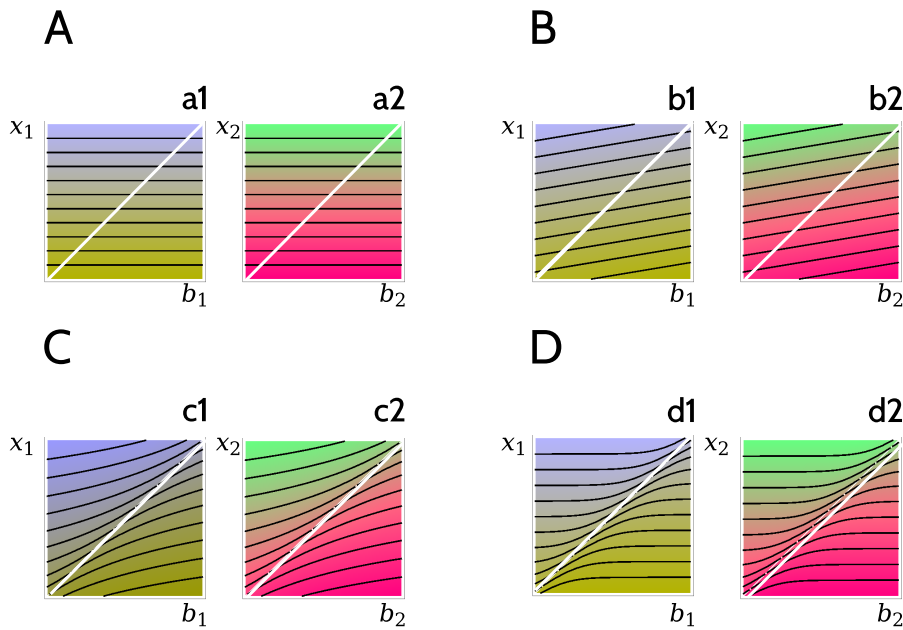 A B
a1 a2 b1 b2
x₁ x₂ x₁ x₂
b₁ b₂ b₁ b₂
C D
c1 c2 d1 d2
x₁ x₂ x₁ x₂
b₁ b₂ b₁ b₂